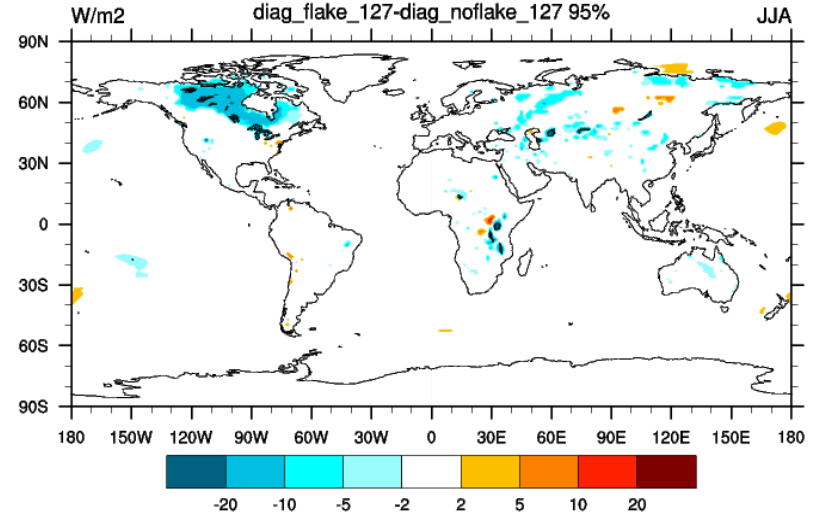 W/m2 diag_flake_127-diag_noflake_127 95% JJA
90N
60N
30N
0
30S
60S
90S
180 150W 120W 90W 60W 30W 0 30E 60E 90E 120E 150E 180
-20 -10 -5 -2 2 5 10 20